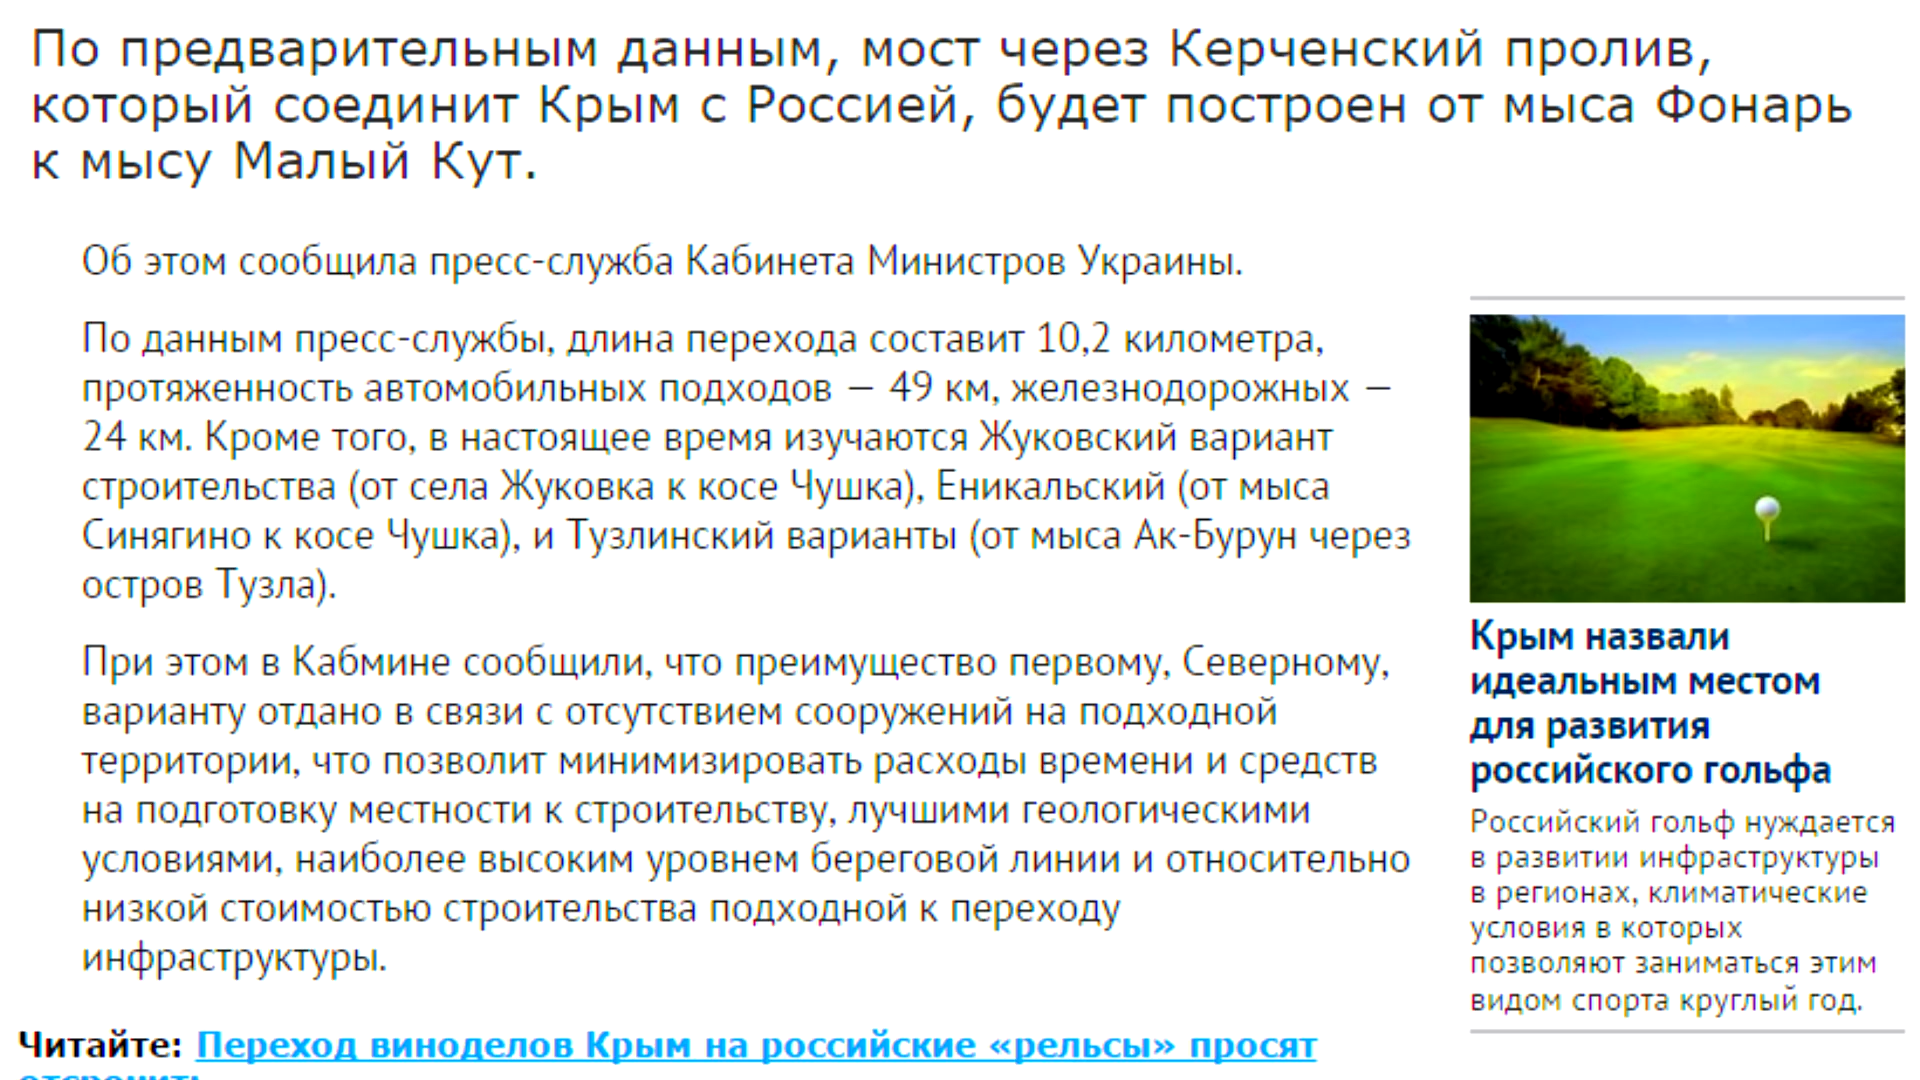 По предварительным данным, мост через Керченский пролив,
который соединит Крым с Россией, будет построен от мыса Фонарь
к мысу Малый Кут.
Об этом сообщила пресс-служба Кабинета Министров Украины.
По данным пресс-службы, длина перехода составит 10,2 километра,
протяженность автомобильных подходов — 49 км, железнодорожных —
24 км. Кроме того, в настоящее время изучаются Жуковский вариант
строительства (от села Жуковка к косе Чушка), Еникальский (от мыса
Синягино к косе Чушка), и Тузлинский варианты (от мыса Ак-Бурун через
остров Тузла).
При этом в Кабмине сообщили, что преимущество первому, Северному,
варианту отдано в связи с отсутствием сооружений на подходной
территории, что позволит минимизировать расходы времени и средств
на подготовку местности к строительству, лучшими геологическими
условиями, наиболее высоким уровнем береговой линии и относительно
низкой стоимостью строительства подходной к переходу
инфраструктуры.
Читайте: Переход виноделов Крым на российские «рельсы» просят
Крым назвали
идеальным местом
для развития
российского гольфа
Российский гольф нуждается
в развитии инфраструктуры
в регионах, климатические
условия в которых
позволяют заниматься этим
видом спорта круглый год.